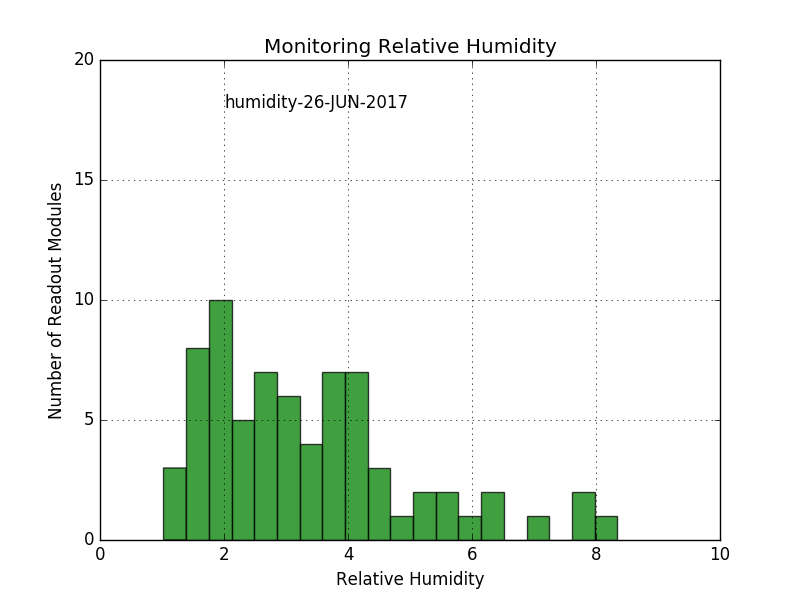 Monitoring Relative Humidity
20
humidity-26-JUN-2017
15
Number of Readout Modules
10
5
0
0 2 4 6 8 10
Relative Humidity